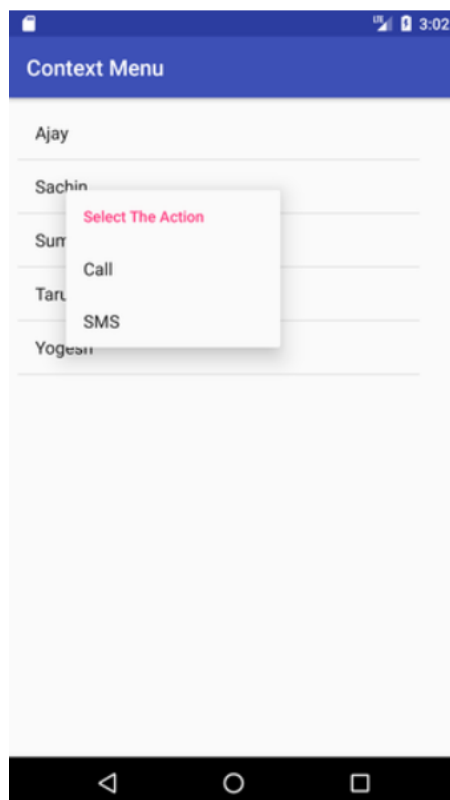 3:02
Context Menu
Ajay
Sachin
Select The Action
Call
SMS
Yogesh